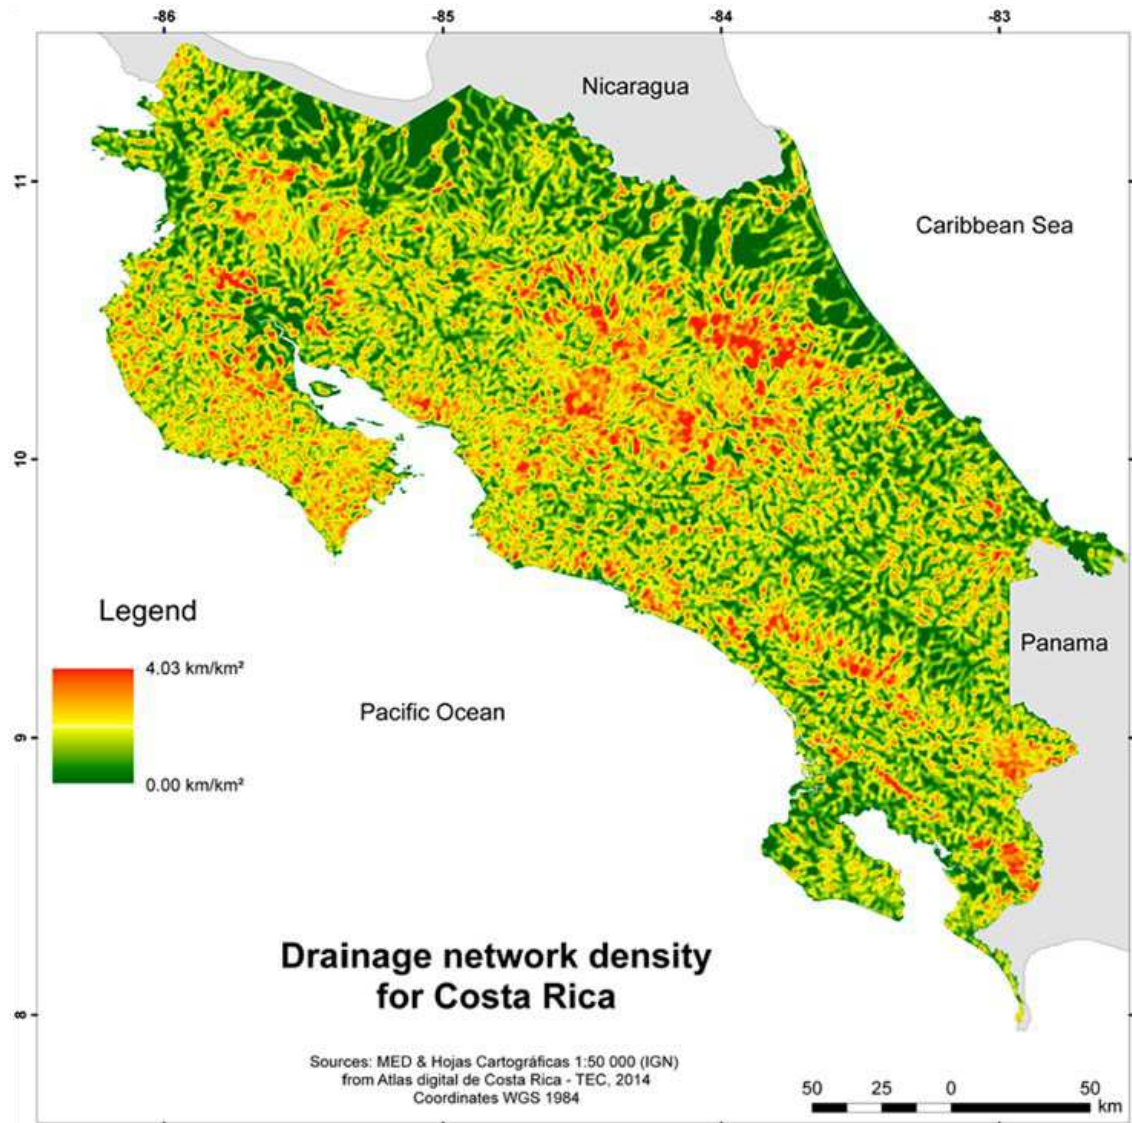 -86
-85
-84
-83
Nicaragua
11
Caribbean Sea
10
Legend
4.03 km/km²
0.00 km/km²
Panama
Pacific Ocean
9
Drainage network density
for Costa Rica
8
Sources: MED & Hojas Cartográficas 1:50 000 (IGN)
from Atlas digital de Costa Rica - TEC, 2014
Coordinates WGS 1984
50 25 0 50
km